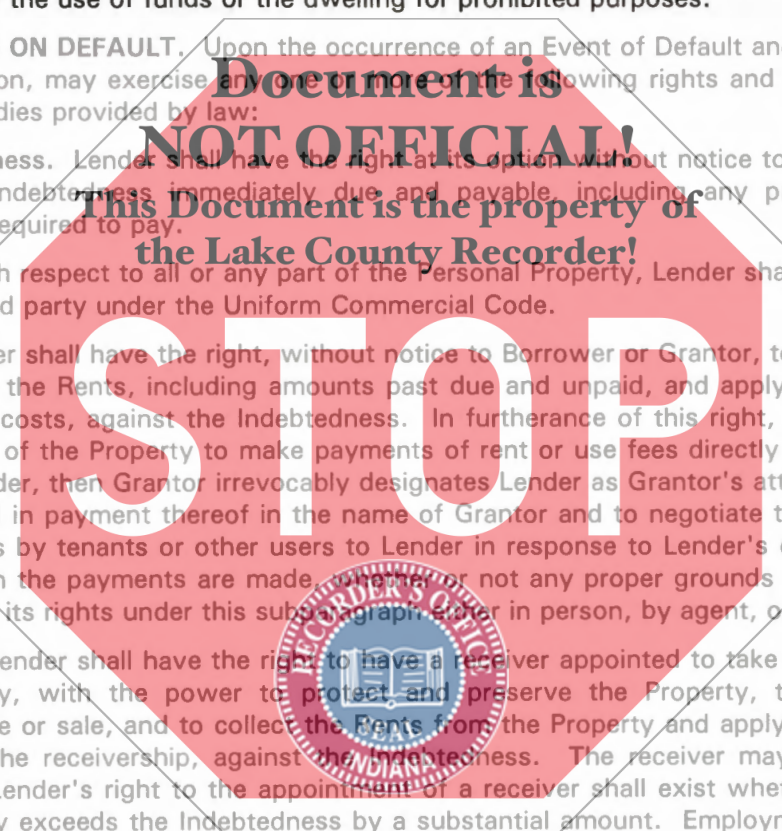 the use of funds or the dwelling for prohibited purposes.
ON DEFAULT. Upon the occurrence of an Event of Default an
on, may exercise any one or more of the following rights and
dies provided by law:
ness. Lender shall have the right at its option without notice to
ndebtedness immediately due and payable, including any p
equired to pay.
h respect to all or any part of the Personal Property, Lender sha
d party under the Uniform Commercial Code.
er shall have the right, without notice to Borrower or Grantor, t
the Rents, including amounts past due and unpaid, and apply
costs, against the Indebtedness. In furtherance of this right,
of the Property to make payments of rent or use fees directly
der, then Grantor irrevocably designates Lender as Grantor's att
in payment thereof in the name of Grantor and to negotiate t
s by tenants or other users to Lender in response to Lender's
h the payments are made, whether or not any proper grounds
its rights under this subparagraph either in person, by agent, o
ender shall have the right to have a receiver appointed to take
y, with the power to protect and preserve the Property, t
e or sale, and to collect the Rents from the Property and apply
he receivership, against the Indebtedness. The receiver may
Lender's right to the appointment of a receiver shall exist whet
y exceeds the Indebtedness by a substantial amount. Employm
Document is
NOT OFFICIAL!
This Document is the property of
the Lake County Recorder!
STOP
RECORDER'S OFFICE
SEAL
INDIANA